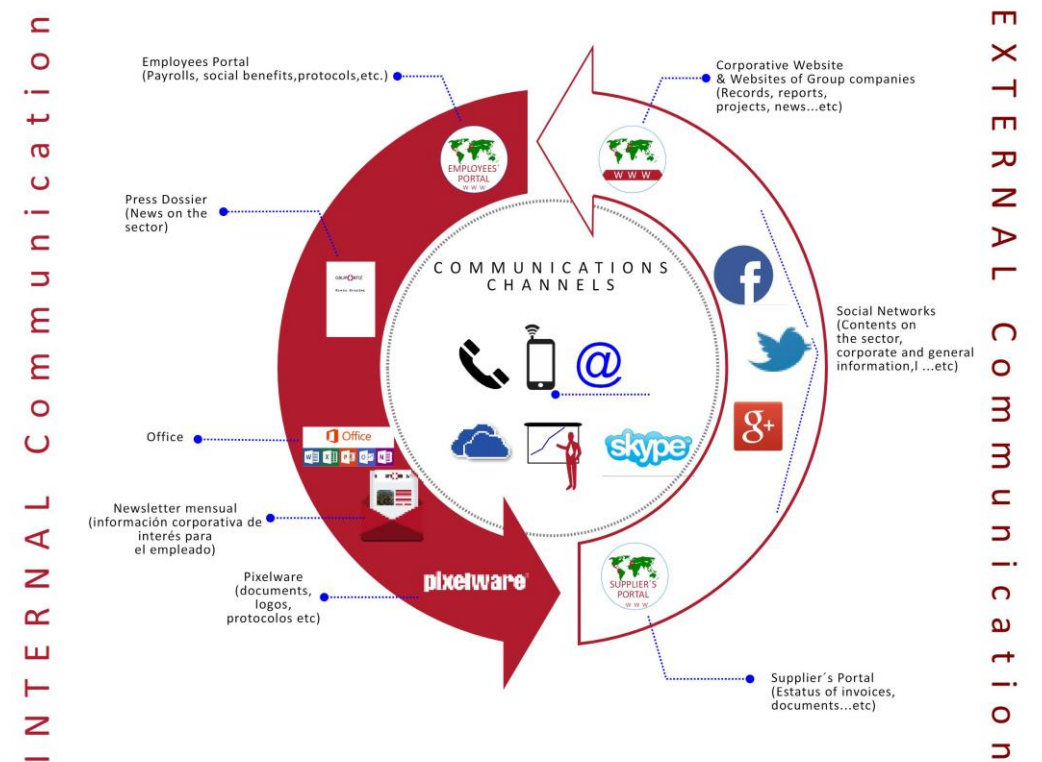 INTERNAL Communication
EXTERNAL Communication
Employees Portal
(Payrolls, social benefits,protocols,etc.)
Corporative Website
& Websites of Group companies
(Records, reports,
projects, news...etc)
EMPLOYEES´
PORTAL
W W W
W W W
Press Dossier
(News on the
sector)
COMMUNICATIONS
CHANNELS
Press Dossier
f
Social Networks
(Contents on
the sector,
corporate and general
information,l ...etc)
@
g+
Office
Office
skype
Newsletter mensual
(información corporativa de
interés para
el empleado)
Pixelware
(documents,
logos,
protocolos etc)
pixelware
SUPPLIER´S
PORTAL
W W W
Supplier´s Portal
(Estatus of invoices,
documents...etc)